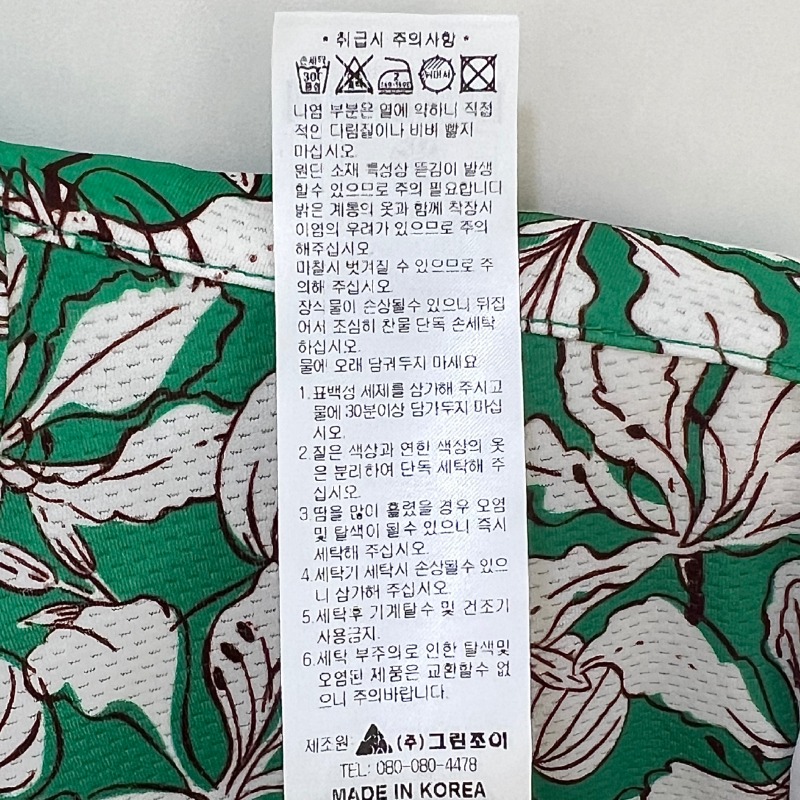 • 취급시 주의사항 •
손세탁
30°
중성
나염 부분은 열에 약하니 직접
적인 다림질이나 비벼 빨지
마십시오.
원단 소재 특성상 뜯김이 발생
할수 있으므로 주의 필요합니다
밝은 계통의 옷과 함께 착장시
이염의 우려가 있으므로 주의
해주십시오.
마찰시 벗겨질 수 있으므로 주
의해 주십시오.
장식물이 손상될수 있으니 뒤집
어서 조심히 찬물 단독 손세탁
하십시오.
물에 오래 담궈두지 마세요
1.표백성 세제를 삼가해 주시고
물에 30분이상 담가두지 마십
시오.
2.짙은 색상과 연한 색상의 옷
은 분리하여 단독 세탁해 주
십시오.
3.땀을 많이 흘렸을 경우 오염
및 탈색이 될수 있으니 즉시
세탁해 주십시오.
4.세탁기 세탁시 손상될수 있으
니 삼가해 주십시오.
5.세탁후 기계탈수 및 건조기
사용금지.
6.세탁 부주의로 인한 탈색및
오염된 제품은 교환할수 없
으니 주의바랍니다.
제조원 (주)그린조이
TEL: 080-080-4478
MADE IN KOREA